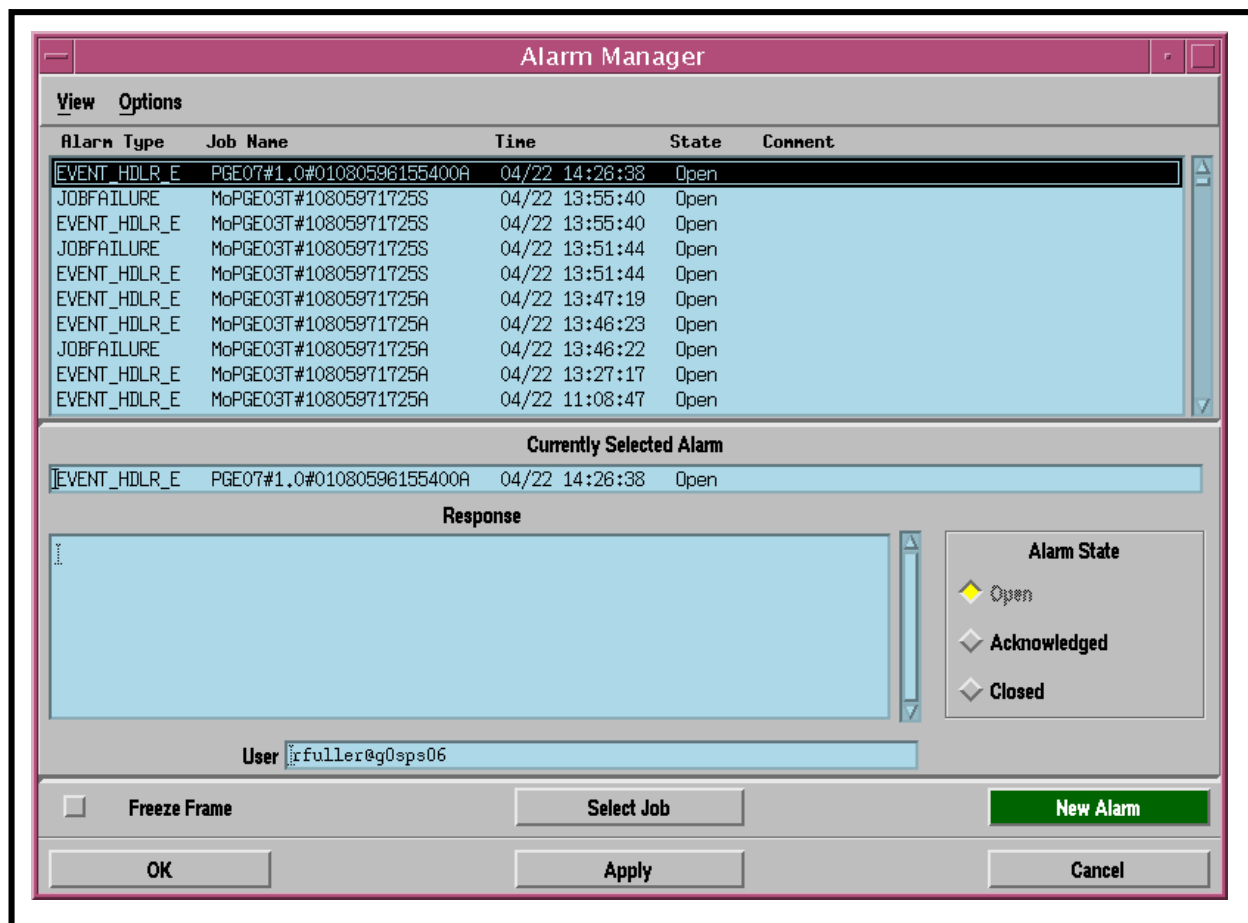 Alarm Manager
View Options
Alarm Type Job Name Time State Comment
EVENT_HDLR_E PGE07#1.0#01080596155400A 04/22 14:26:38 Open
JOBFAILURE MoPGE03T#10805971725S 04/22 13:55:40 Open
EVENT_HDLR_E MoPGE03T#10805971725S 04/22 13:55:40 Open
JOBFAILURE MoPGE03T#10805971725S 04/22 13:51:44 Open
EVENT_HDLR_E MoPGE03T#10805971725S 04/22 13:51:44 Open
EVENT_HDLR_E MoPGE03T#10805971725A 04/22 13:47:19 Open
EVENT_HDLR_E MoPGE03T#10805971725A 04/22 13:46:23 Open
JOBFAILURE MoPGE03T#10805971725A 04/22 13:46:22 Open
EVENT_HDLR_E MoPGE03T#10805971725A 04/22 13:27:17 Open
EVENT_HDLR_E MoPGE03T#10805971725A 04/22 11:08:47 Open
Currently Selected Alarm
EVENT_HDLR_E PGE07#1.0#01080596155400A 04/22 14:26:38 Open
Response
Alarm State
Open
Acknowledged
Closed
User rfuller@g0sps06
Freeze Frame Select Job New Alarm
OK Apply Cancel